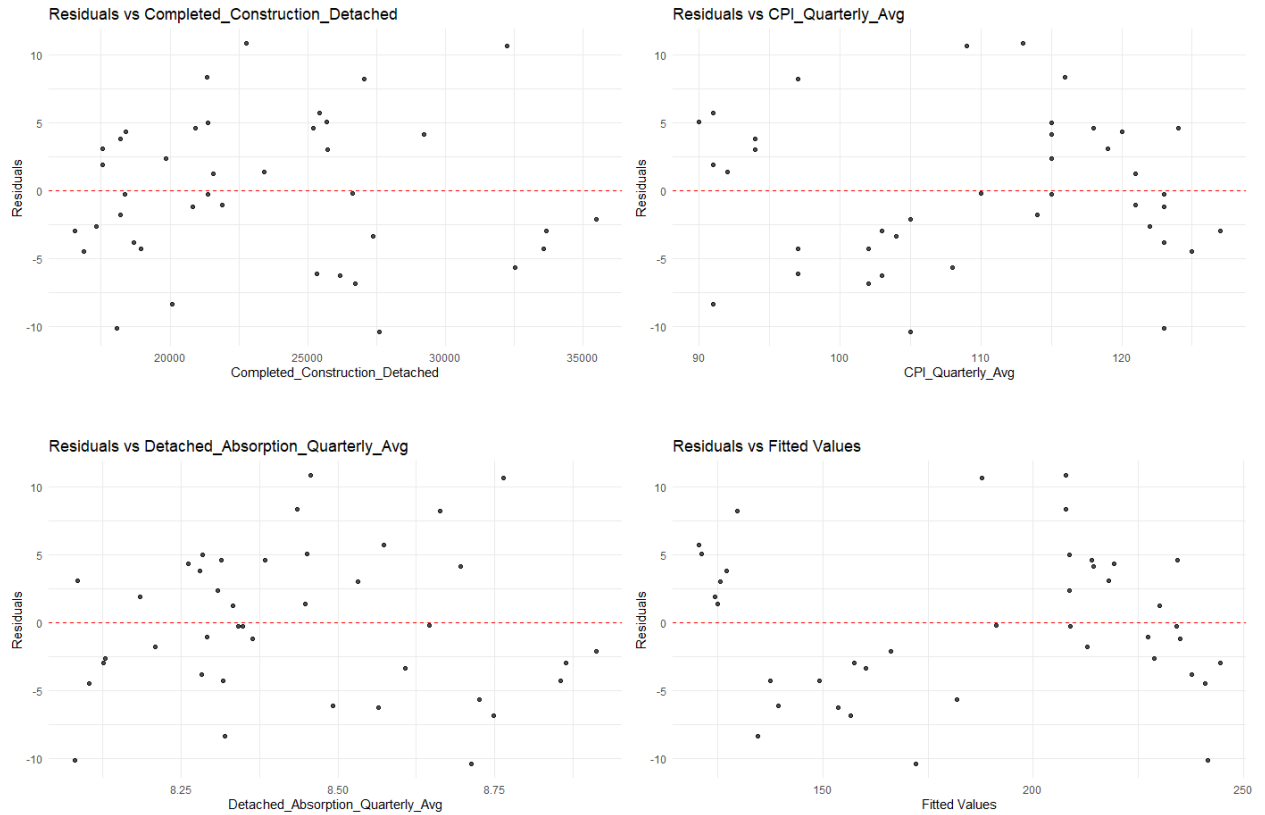 Residuals vs Completed_Construction_Detached
10
5
0
-5
-10
Residuals
20000 25000 30000 35000
Completed_Construction_Detached
Residuals vs CPI_Quarterly_Avg
10
5
0
-5
-10
Residuals
90 100 110 120
CPI_Quarterly_Avg
Residuals vs Detached_Absorption_Quarterly_Avg
10
5
0
-5
-10
Residuals
8.25 8.50 8.75
Detached_Absorption_Quarterly_Avg
Residuals vs Fitted Values
10
5
0
-5
-10
Residuals
150 200 250
Fitted Values